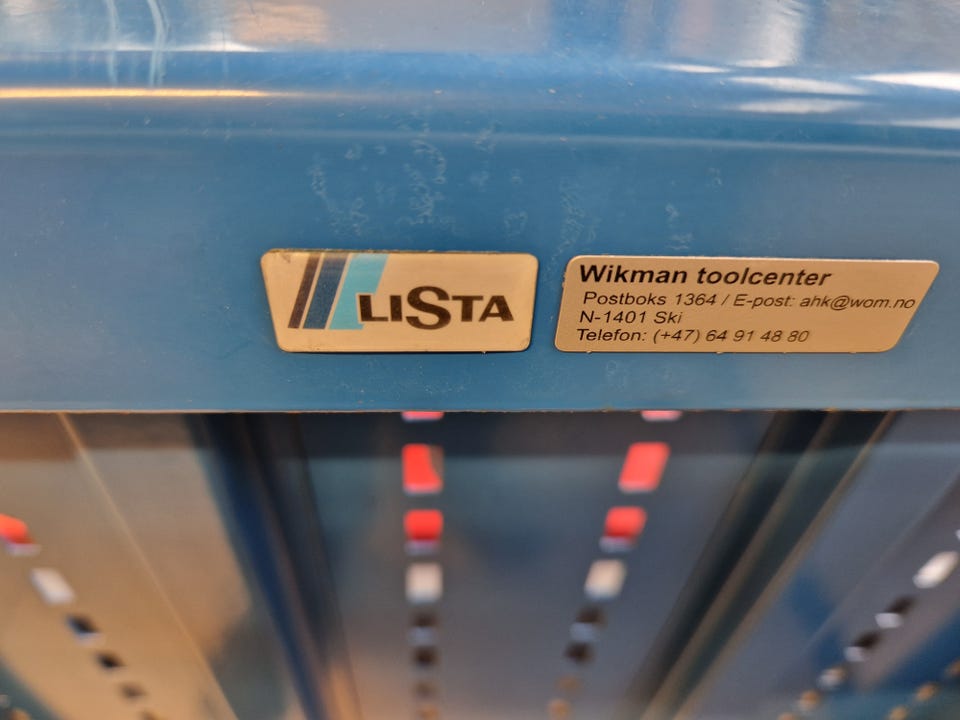 LISTA
Wikman toolcenter
Postboks 1364 / E-post: ahk@wom.no
N-1401 Ski
Telefon: (+47) 64 91 48 80